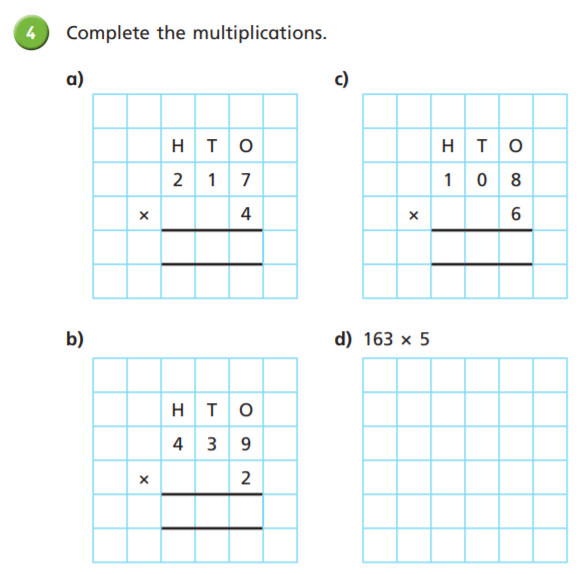 4 Complete the multiplications.
a)
H T O
2 1 7
× 4
b)
H T O
4 3 9
× 2
c)
H T O
1 0 8
× 6
d) 163 × 5